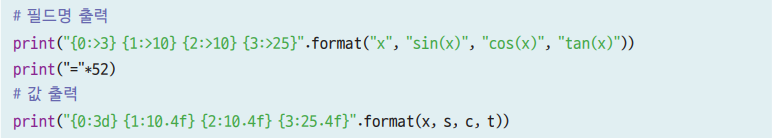 # 필드명 출력
print("{0:>3} {1:>10} {2:>10} {3:>25}".format("x", "sin(x)", "cos(x)", "tan(x)"))
print("="*52)
# 값 출력
print("{0:3d} {1:10.4f} {2:10.4f} {3:25.4f}".format(x, s, c, t))